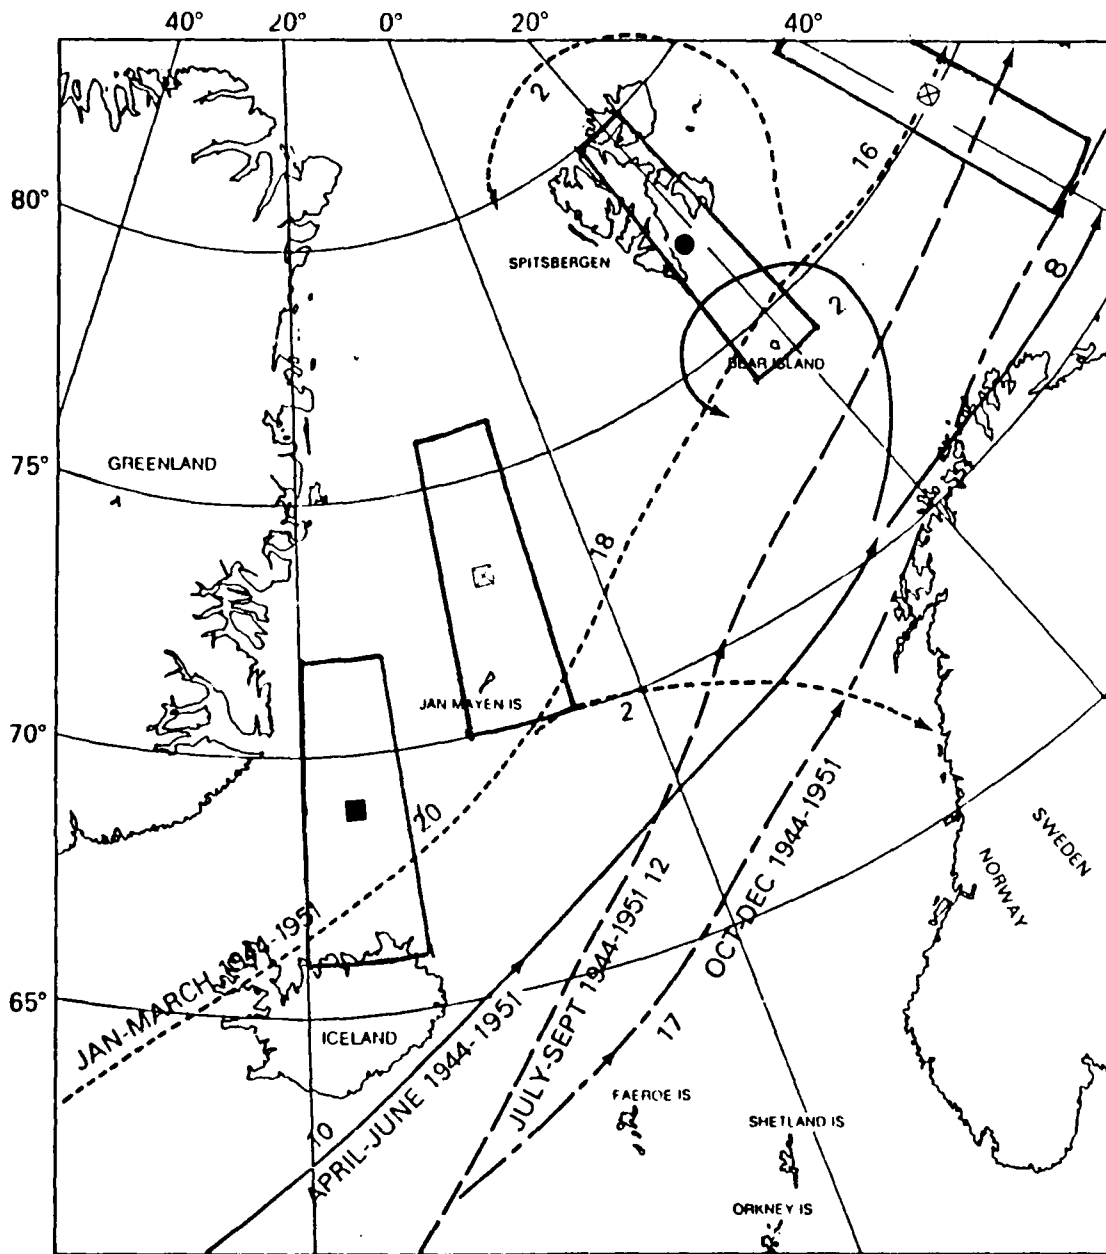 40° 20° 0° 20° 40°
2
16
80°
SPITSBERGEN
8
2
BEAR ISLAND
75°
GREENLAND
18
JAN MAYEN IS
2
70°
20
SWEDEN
NORWAY
JAN-MARCH 1944-1951
65°
ICELAND
APRIL-JUNE 1944-1951
10
JULY-SEPT 1944-1951 12
OCT-DEC 1944-1951
17
FAEROE IS
SHETLAND IS
ORKNEY IS